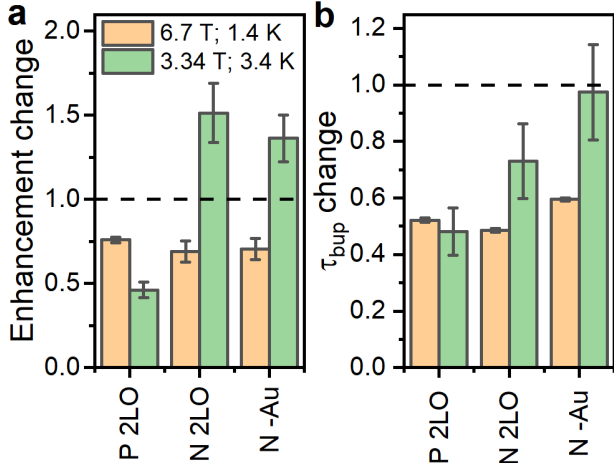 a
Enhancement change
2.0
1.5
1.0
0.5
0.0
6.7 T; 1.4 K
3.34 T; 3.4 K
P 2LO
N 2LO
N -Au
b
τbup change
1.2
1.0
0.8
0.6
0.4
0.2
0.0
P 2LO
N 2LO
N -Au